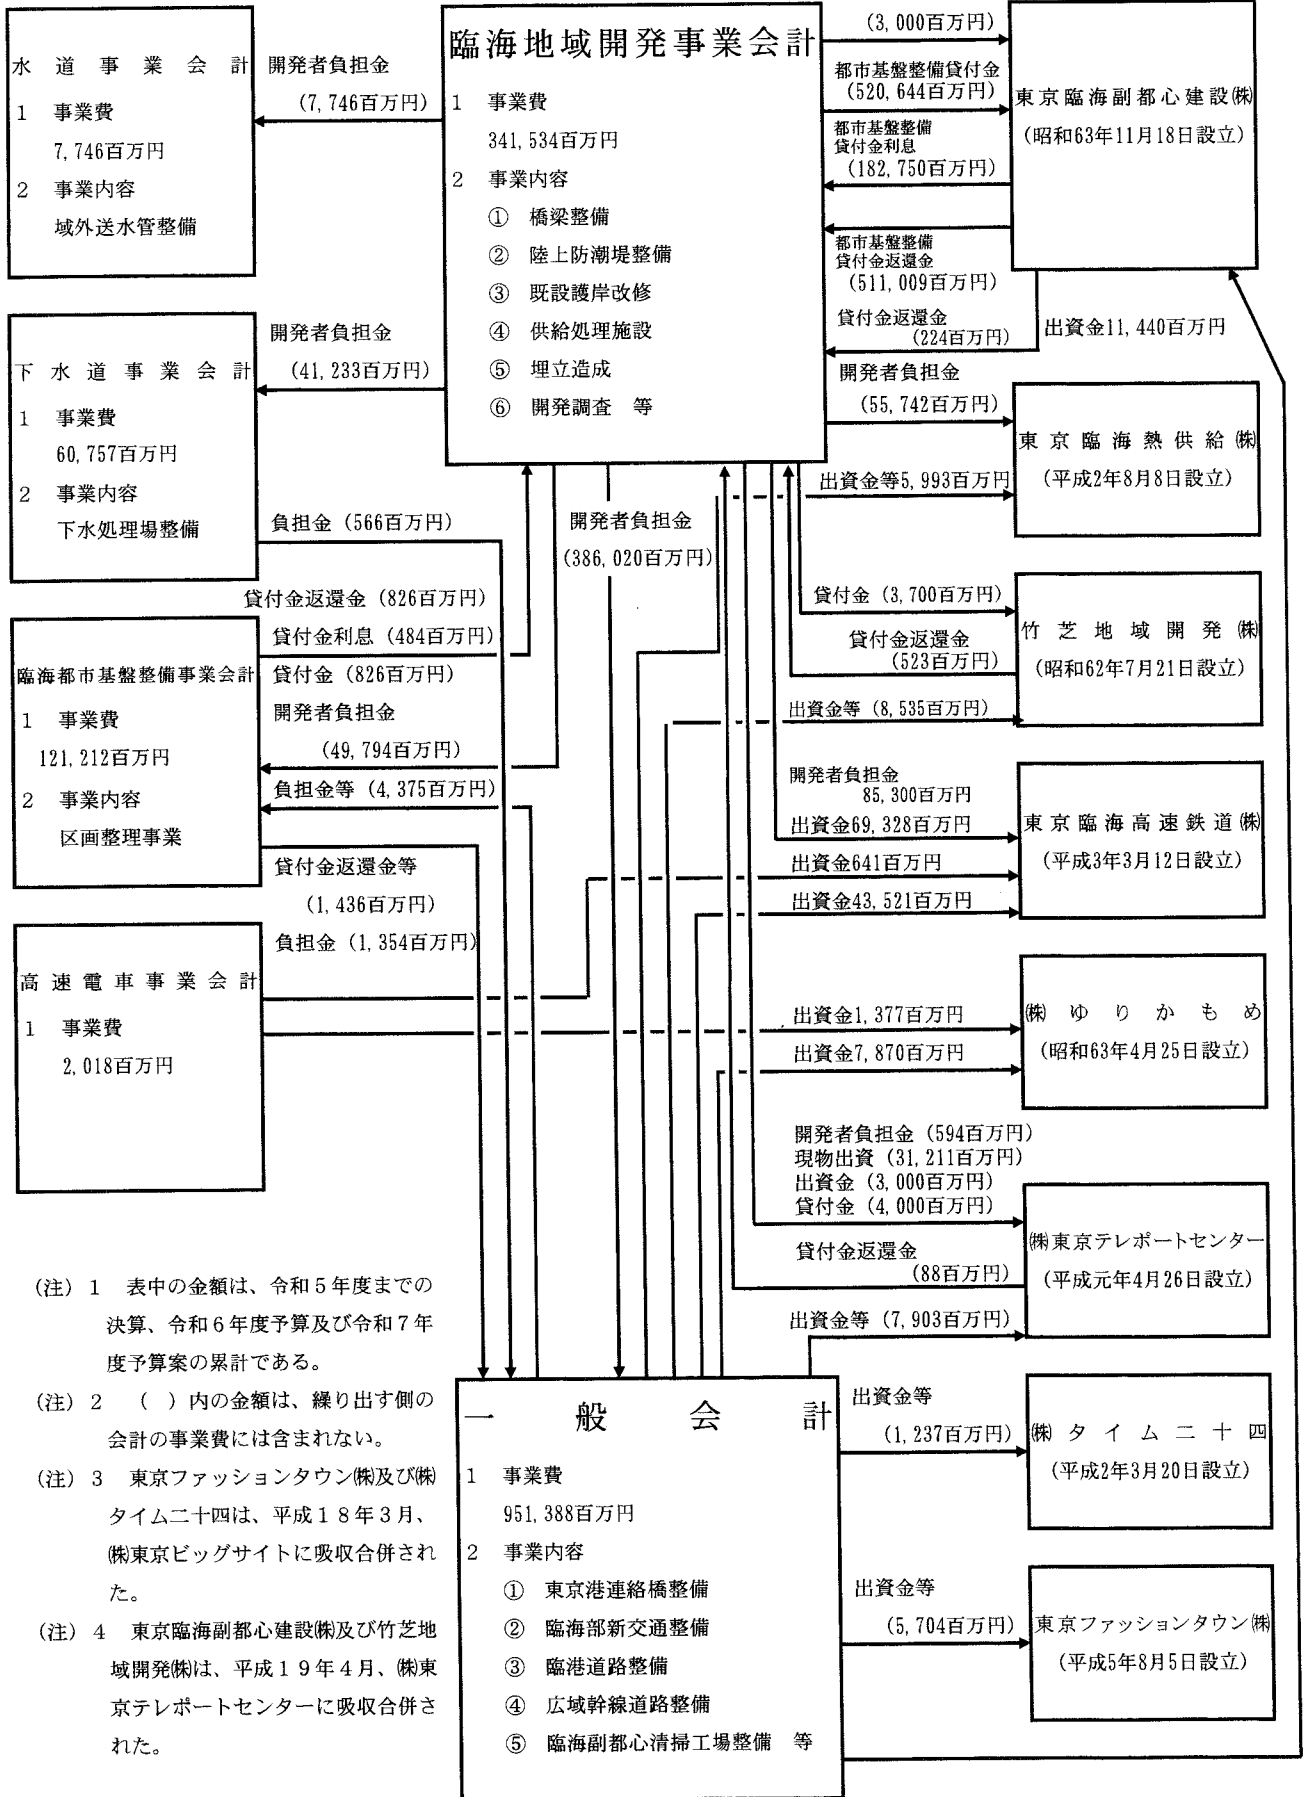 水道事業会計
1 事業費
7,746百万円
2 事業内容
域外送水管整備
開発者負担金
(7,746百万円)
下水道事業会計
1 事業費
60,757百万円
2 事業内容
下水処理場整備
開発者負担金
(41,233百万円)
負担金(566百万円)
臨海都市基盤整備事業会計
1 事業費
121,212百万円
2 事業内容
区画整理事業
貸付金返還金(826百万円)
貸付金利息(484百万円)
貸付金(826百万円)
開発者負担金
(49,794百万円)
負担金等(4,375百万円)
貸付金返還金等
(1,436百万円)
負担金(1,354百万円)
高速電車事業会計
1 事業費
2,018百万円
臨海地域開発事業会計
1 事業費
341,534百万円
2 事業内容
① 橋梁整備
② 陸上防潮堤整備
③ 既設護岸改修
④ 供給処理施設
⑤ 埋立造成
⑥ 開発調査 等
開発者負担金
(386,020百万円)
(3,000百万円)
都市基盤整備貸付金
(520,644百万円)
都市基盤整備
貸付金利息
(182,750百万円)
都市基盤整備
貸付金返還金
(511,009百万円)
貸付金返還金
(224百万円)
出資金11,440百万円
東京臨海副都心建設㈱
(昭和63年11月18日設立)
開発者負担金
(55,742百万円)
出資金等5,993百万円
東京臨海熱供給㈱
(平成2年8月8日設立)
貸付金(3,700百万円)
貸付金返還金
(523百万円)
出資金等(8,535百万円)
竹芝地域開発㈱
(昭和62年7月21日設立)
開発者負担金
85,300百万円
出資金69,328百万円
出資金641百万円
出資金43,521百万円
東京臨海高速鉄道㈱
(平成3年3月12日設立)
出資金1,377百万円
出資金7,870百万円
㈱ゆりかもめ
(昭和63年4月25日設立)
開発者負担金(594百万円)
現物出資(31,211百万円)
出資金(3,000百万円)
貸付金(4,000百万円)
貸付金返還金
(88百万円)
出資金等(7,903百万円)
㈱東京テレポートセンター
(平成元年4月26日設立)
一般会計
1 事業費
951,388百万円
2 事業内容
① 東京港連絡橋整備
② 臨海部新交通整備
③ 臨港道路整備
④ 広域幹線道路整備
⑤ 臨海副都心清掃工場整備 等
出資金等
(1,237百万円)
㈱タイム二十四
(平成2年3月20日設立)
出資金等
(5,704百万円)
東京ファッションタウン㈱
(平成5年8月5日設立)
(注)1 表中の金額は、令和5年度までの
決算、令和6年度予算及び令和7年
度予算案の累計である。
(注)2 ( )内の金額は、繰り出す側の
会計の事業費には含まれない。
(注)3 東京ファッションタウン㈱及び㈱
タイム二十四は、平成18年3月、
㈱東京ビッグサイトに吸収合併され
た。
(注)4 東京臨海副都心建設㈱及び竹芝地
域開発㈱は、平成19年4月、㈱東
京テレポートセンターに吸収合併さ
れた。